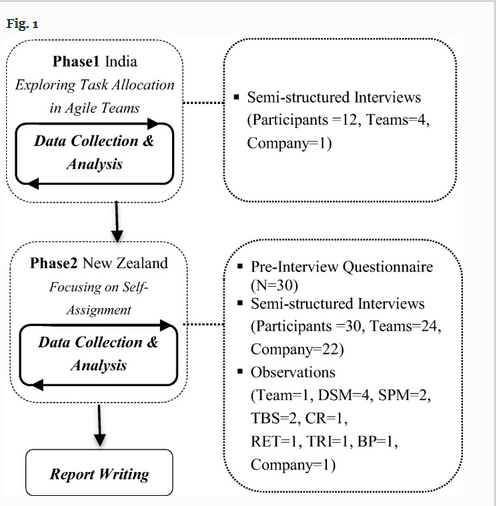 Fig. 1
Phase1 India
Exploring Task Allocation
in Agile Teams
Data Collection &
Analysis
▪ Semi-structured Interviews
(Participants =12, Teams=4,
Company=1)
Phase2 New Zealand
Focusing on Self-
Assignment
Data Collection &
Analysis
▪ Pre-Interview Questionnaire
(N=30)
▪ Semi-structured Interviews
(Participants =30, Teams=24,
Company=22)
▪ Observations
(Team=1, DSM=4, SPM=2,
TBS=2, CR=1,
RET=1, TRI=1, BP=1,
Company=1)
Report Writing